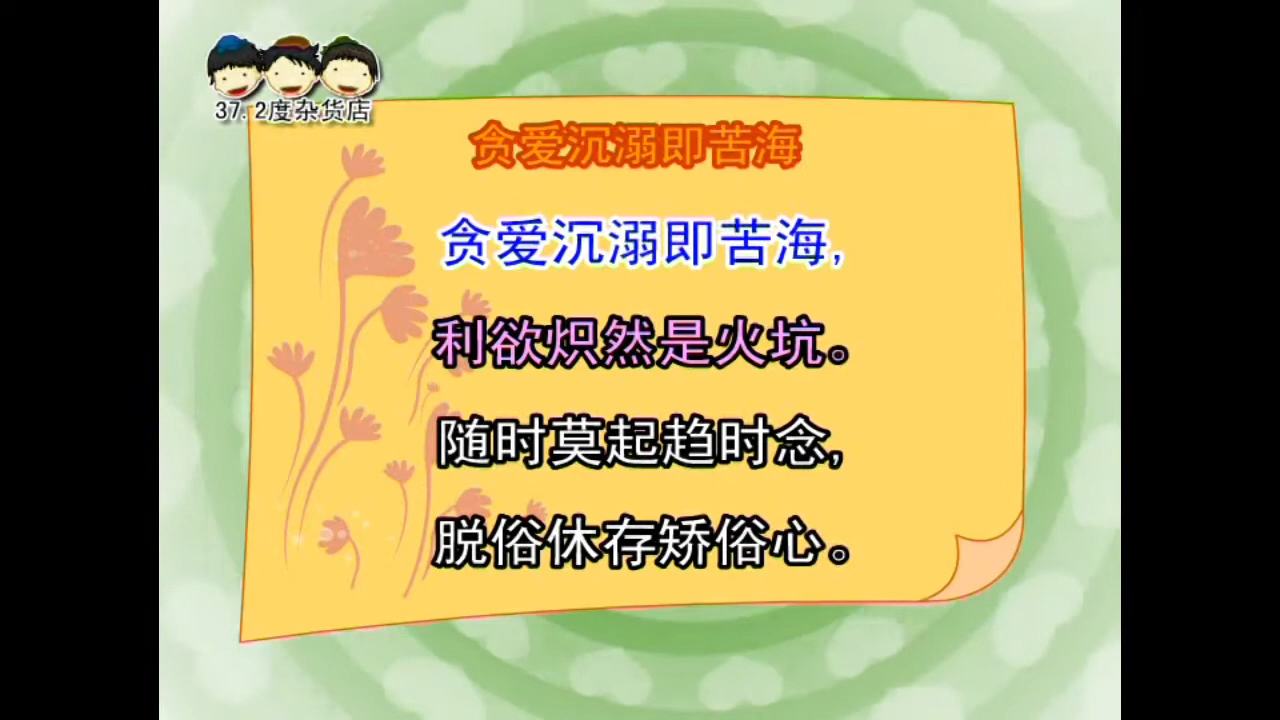 37.2度杂货店
贪爱沉溺即苦海
贪爱沉溺即苦海,
利欲炽然是火坑。
随时莫起趋时念,
脱俗休存矫俗心。